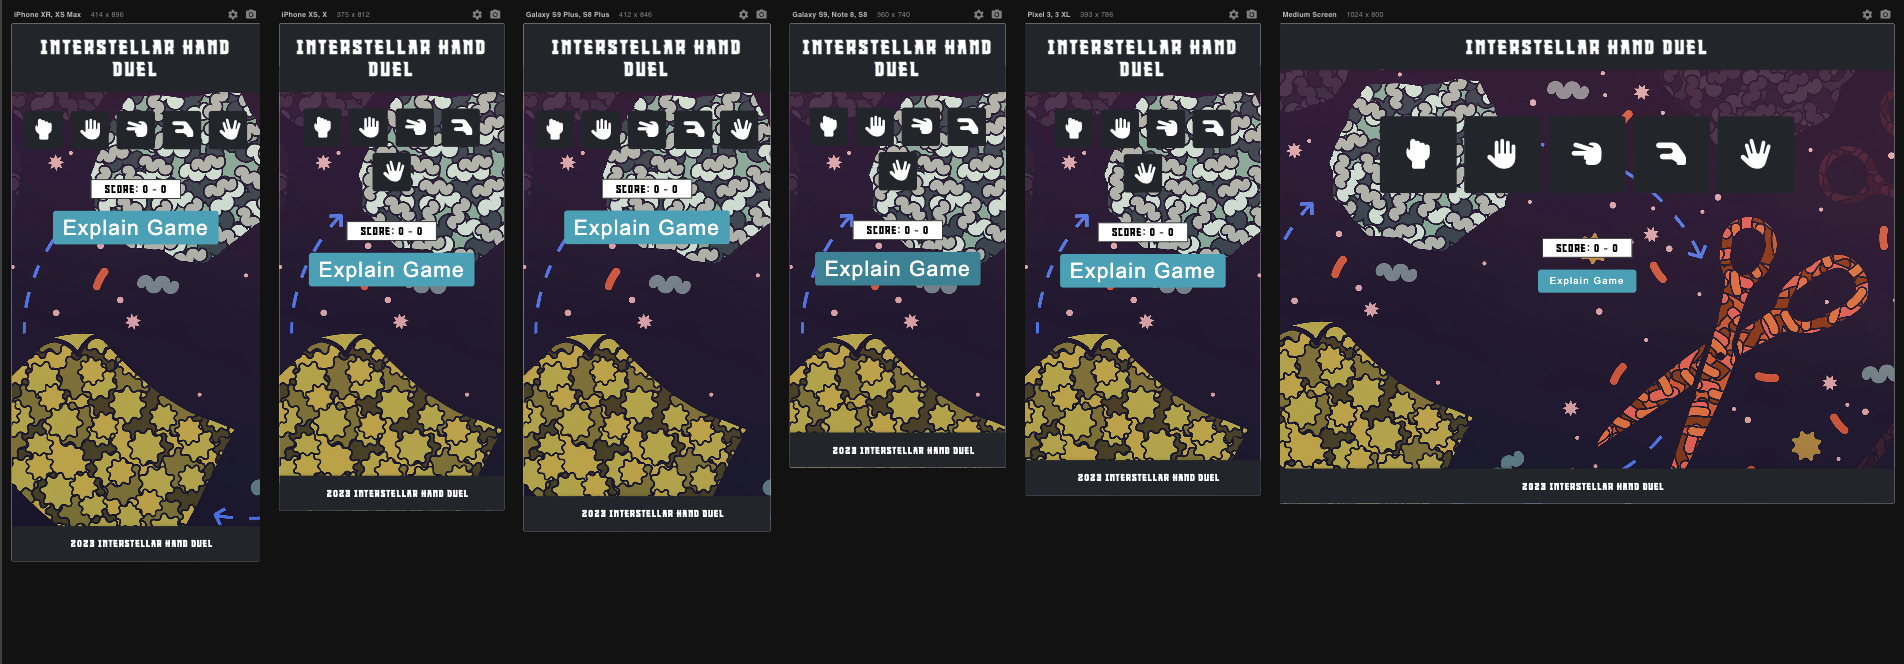 iPhone XR, XS Max 414 x 896
INTERSTELLAR HAND
DUEL
SCORE: 0 - 0
Explain Game
2023 INTERSTELLAR HAND DUEL
iPhone XS, X 375 x 812
INTERSTELLAR HAND
DUEL
SCORE: 0 - 0
Explain Game
2023 INTERSTELLAR HAND DUEL
Galaxy S9 Plus, S8 Plus 412 x 846
INTERSTELLAR HAND
DUEL
SCORE: 0 - 0
Explain Game
2023 INTERSTELLAR HAND DUEL
Galaxy S9, Note 8, S8 360 x 740
INTERSTELLAR HAND
DUEL
SCORE: 0 - 0
Explain Game
2023 INTERSTELLAR HAND DUEL
Pixel 3, 3 XL 393 x 786
INTERSTELLAR HAND
DUEL
SCORE: 0 - 0
Explain Game
2023 INTERSTELLAR HAND DUEL
Medium Screen 1024 x 800
INTERSTELLAR HAND DUEL
SCORE: 0 - 0
Explain Game
2023 INTERSTELLAR HAND DUEL